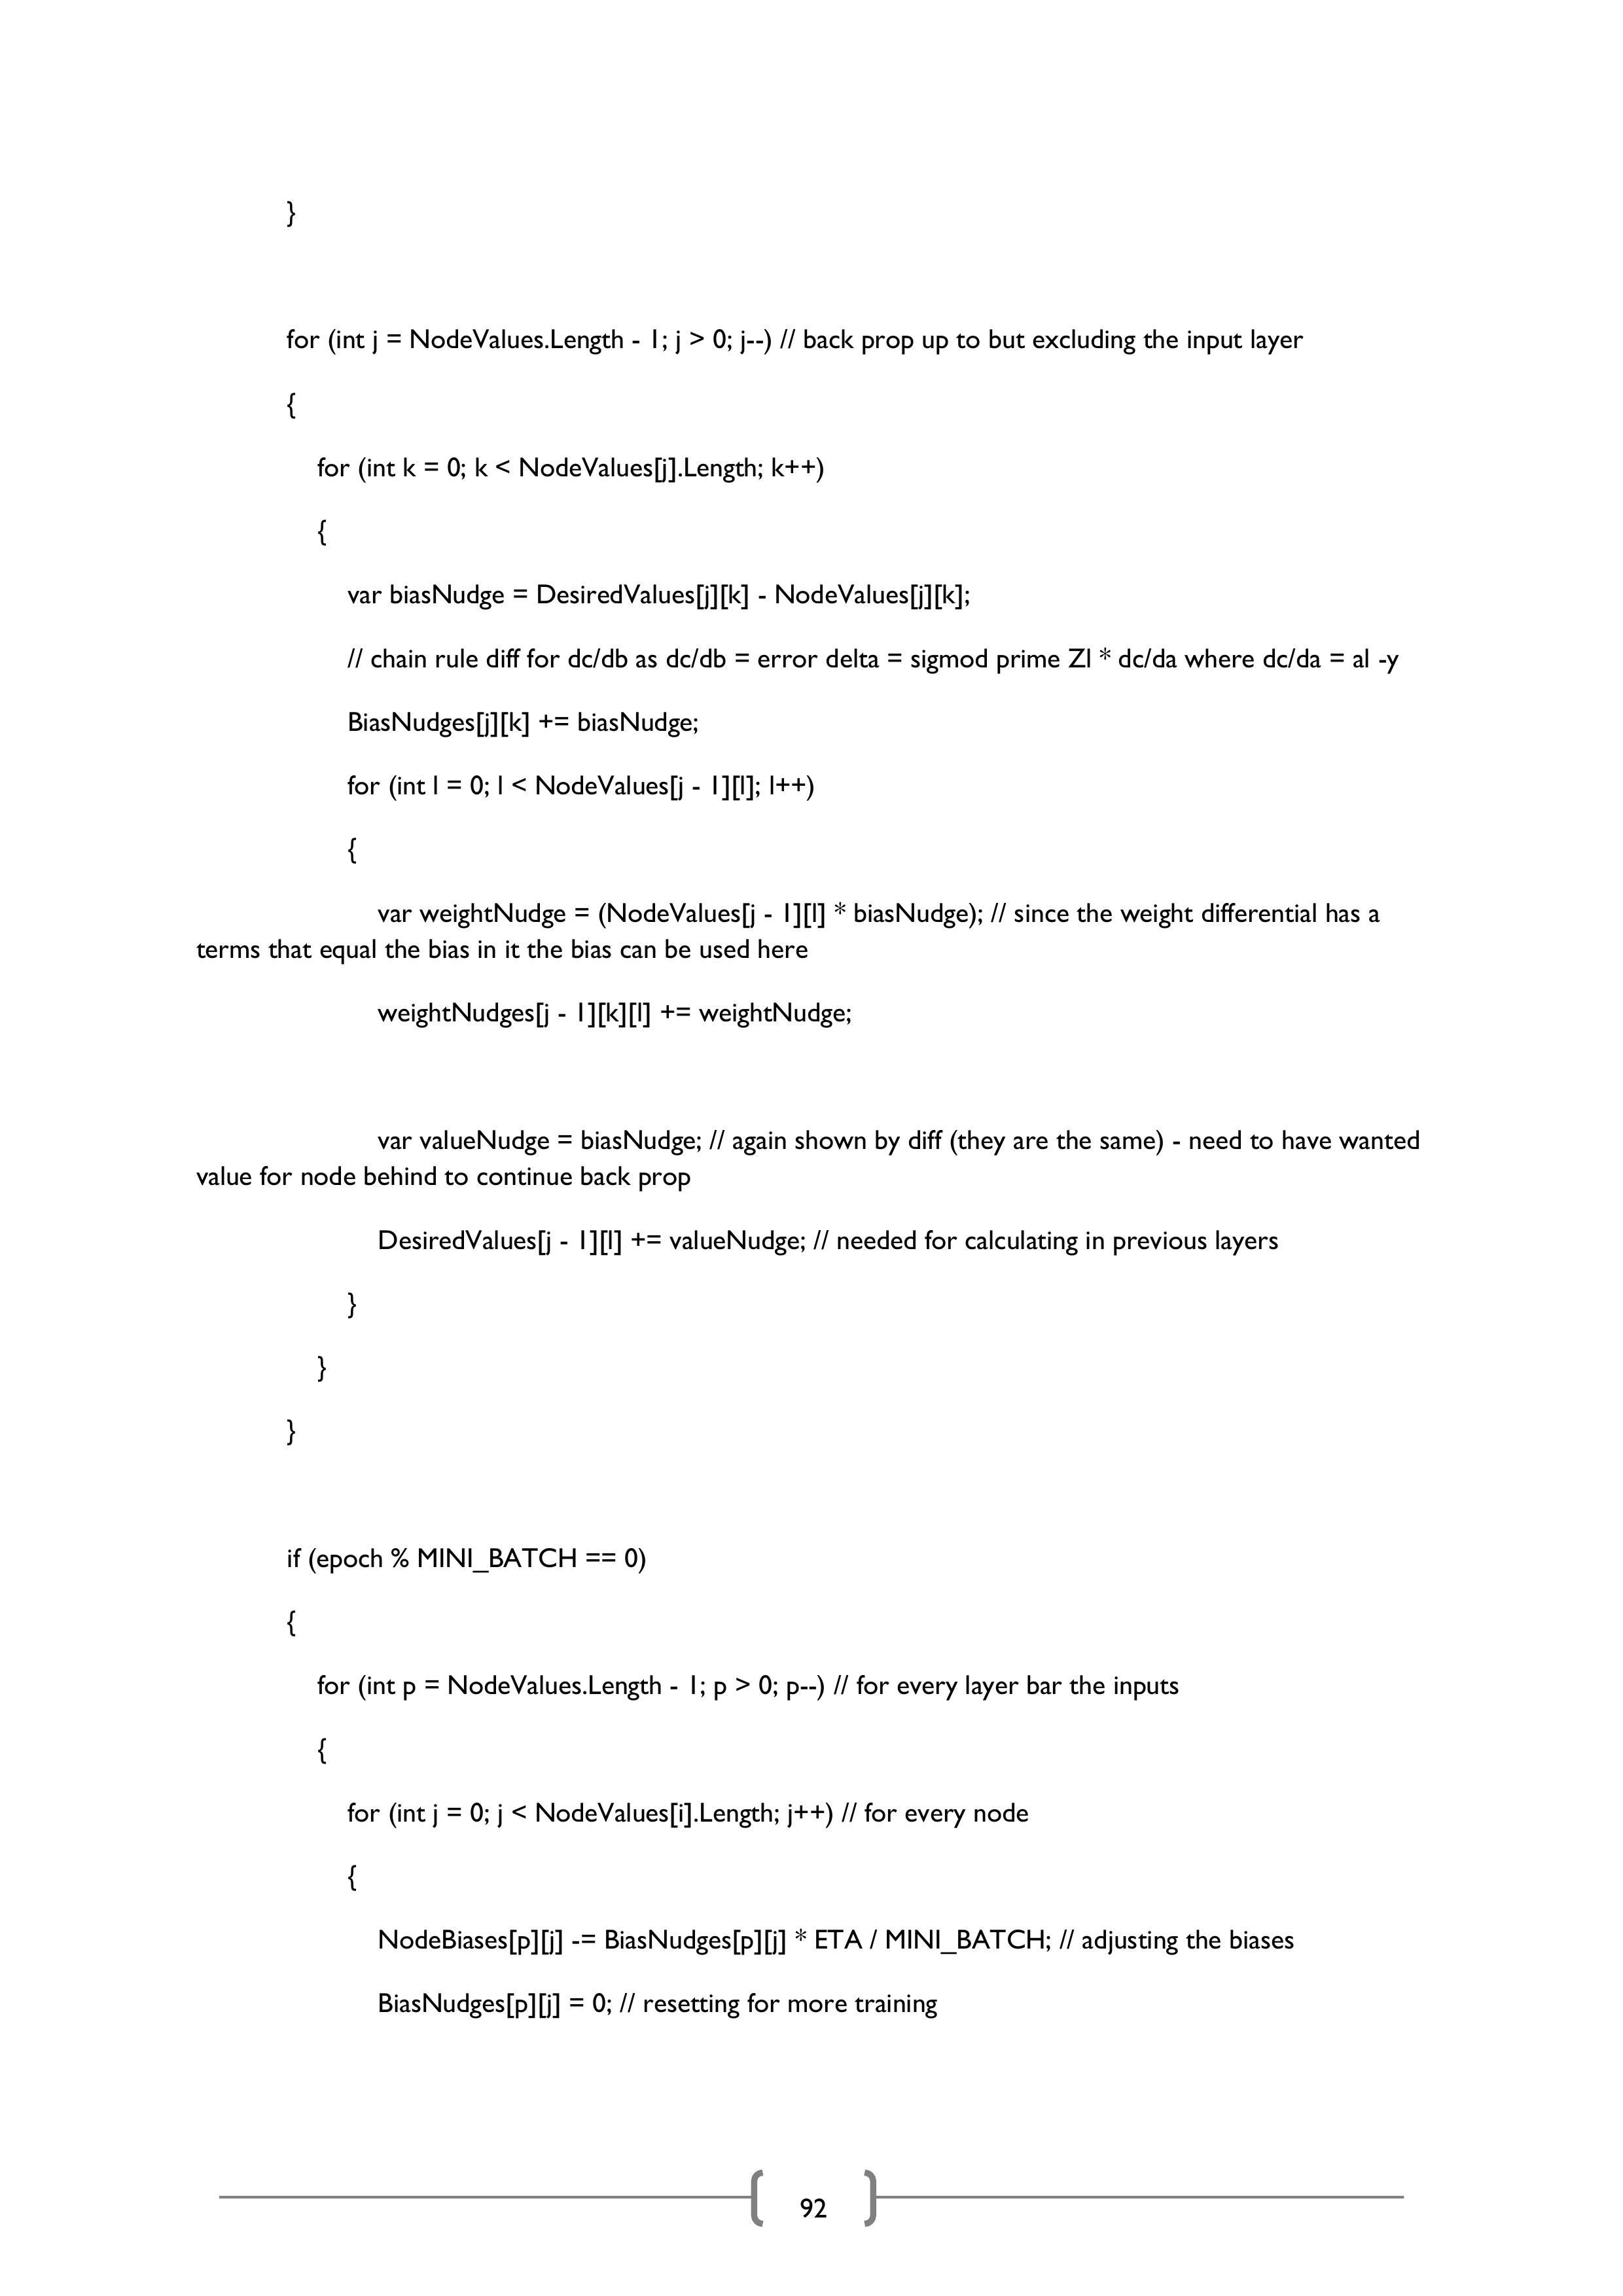 }
for (int j = NodeValues.Length - 1; j > 0; j--) // back prop up to but excluding the input layer
{
for (int k = 0; k < NodeValues[j].Length; k++)
{
var biasNudge = DesiredValues[j][k] - NodeValues[j][k];
// chain rule diff for dc/db as dc/db = error delta = sigmod prime Zl * dc/da where dc/da = al -y
BiasNudges[j][k] += biasNudge;
for (int l = 0; l < NodeValues[j - 1][l]; l++)
{
var weightNudge = (NodeValues[j - 1][l] * biasNudge); // since the weight differential has a
terms that equal the bias in it the bias can be used here
weightNudges[j - 1][k][l] += weightNudge;
var valueNudge = biasNudge; // again shown by diff (they are the same) - need to have wanted
value for node behind to continue back prop
DesiredValues[j - 1][l] += valueNudge; // needed for calculating in previous layers
}
}
}
if (epoch % MINI_BATCH == 0)
{
for (int p = NodeValues.Length - 1; p > 0; p--) // for every layer bar the inputs
{
for (int j = 0; j < NodeValues[i].Length; j++) // for every node
{
NodeBiases[p][j] -= BiasNudges[p][j] * ETA / MINI_BATCH; // adjusting the biases
BiasNudges[p][j] = 0; // resetting for more training
92